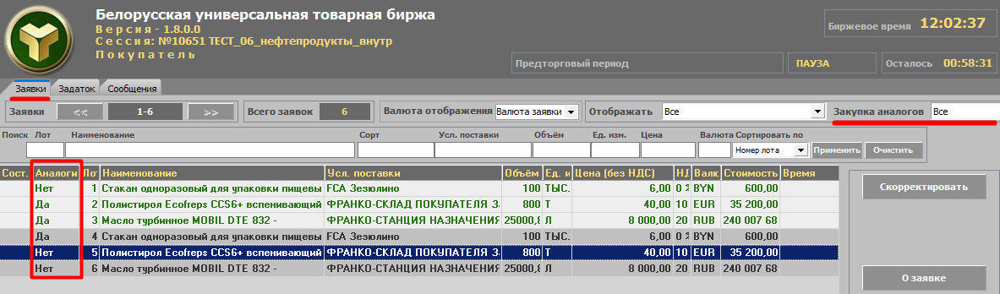 Белорусская универсальная товарная биржа
Версия - 1.8.0.0
Сессия: №10651 ТЕСТ_06_нефтепродукты_внутр
Покупатель
Биржевое время 12:02:37
Предторговый период ПАУЗА Осталось 00:58:31
Заявки Задаток Сообщения
Заявки << 1-6 >> Всего заявок 6 Валюта отображения Валюта заявки Отображать Все Закупка аналогов Все
Поиск Лот Наименование Сорт Усл. поставки Объём Ед. изм. Цена Валюта Сортировать по
Номер лота Применить Очистить
Сост. Аналоги Лот Наименование Усл. поставки Объём Ед. и Цена (без НДС) НД Валк Стоимость Время
Нет 1 Стакан одноразовый для упаковки пищевы FCA Зезюлино 100 ТЫС. 6,00 0 % BYN 600,00
Да 2 Полистирол Ecofreps CCS6+ вспенивающий ФРАНКО-СКЛАД ПОКУПАТЕЛЯ З 800 Т 40,00 10 EUR 35 200,00
Да 3 Масло турбинное MOBIL DTE 832 - ФРАНКО-СТАНЦИЯ НАЗНАЧЕНИЯ 25000, Л 8 000,00 20 RUB 240 007 68
Да 4 Стакан одноразовый для упаковки пищевы FCA Зезюлино 100 ТЫС. 6,00 0 % BYN 600,00
Нет 5 Полистирол Ecofreps CCS6+ вспенивающий ФРАНКО-СКЛАД ПОКУПАТЕЛЯ З 800 Т 40,00 10 EUR 35 200,00
Нет 6 Масло турбинное MOBIL DTE 832 - ФРАНКО-СТАНЦИЯ НАЗНАЧЕНИЯ 25000, Л 8 000,00 20 RUB 240 007 68
Скорректировать
О заявке